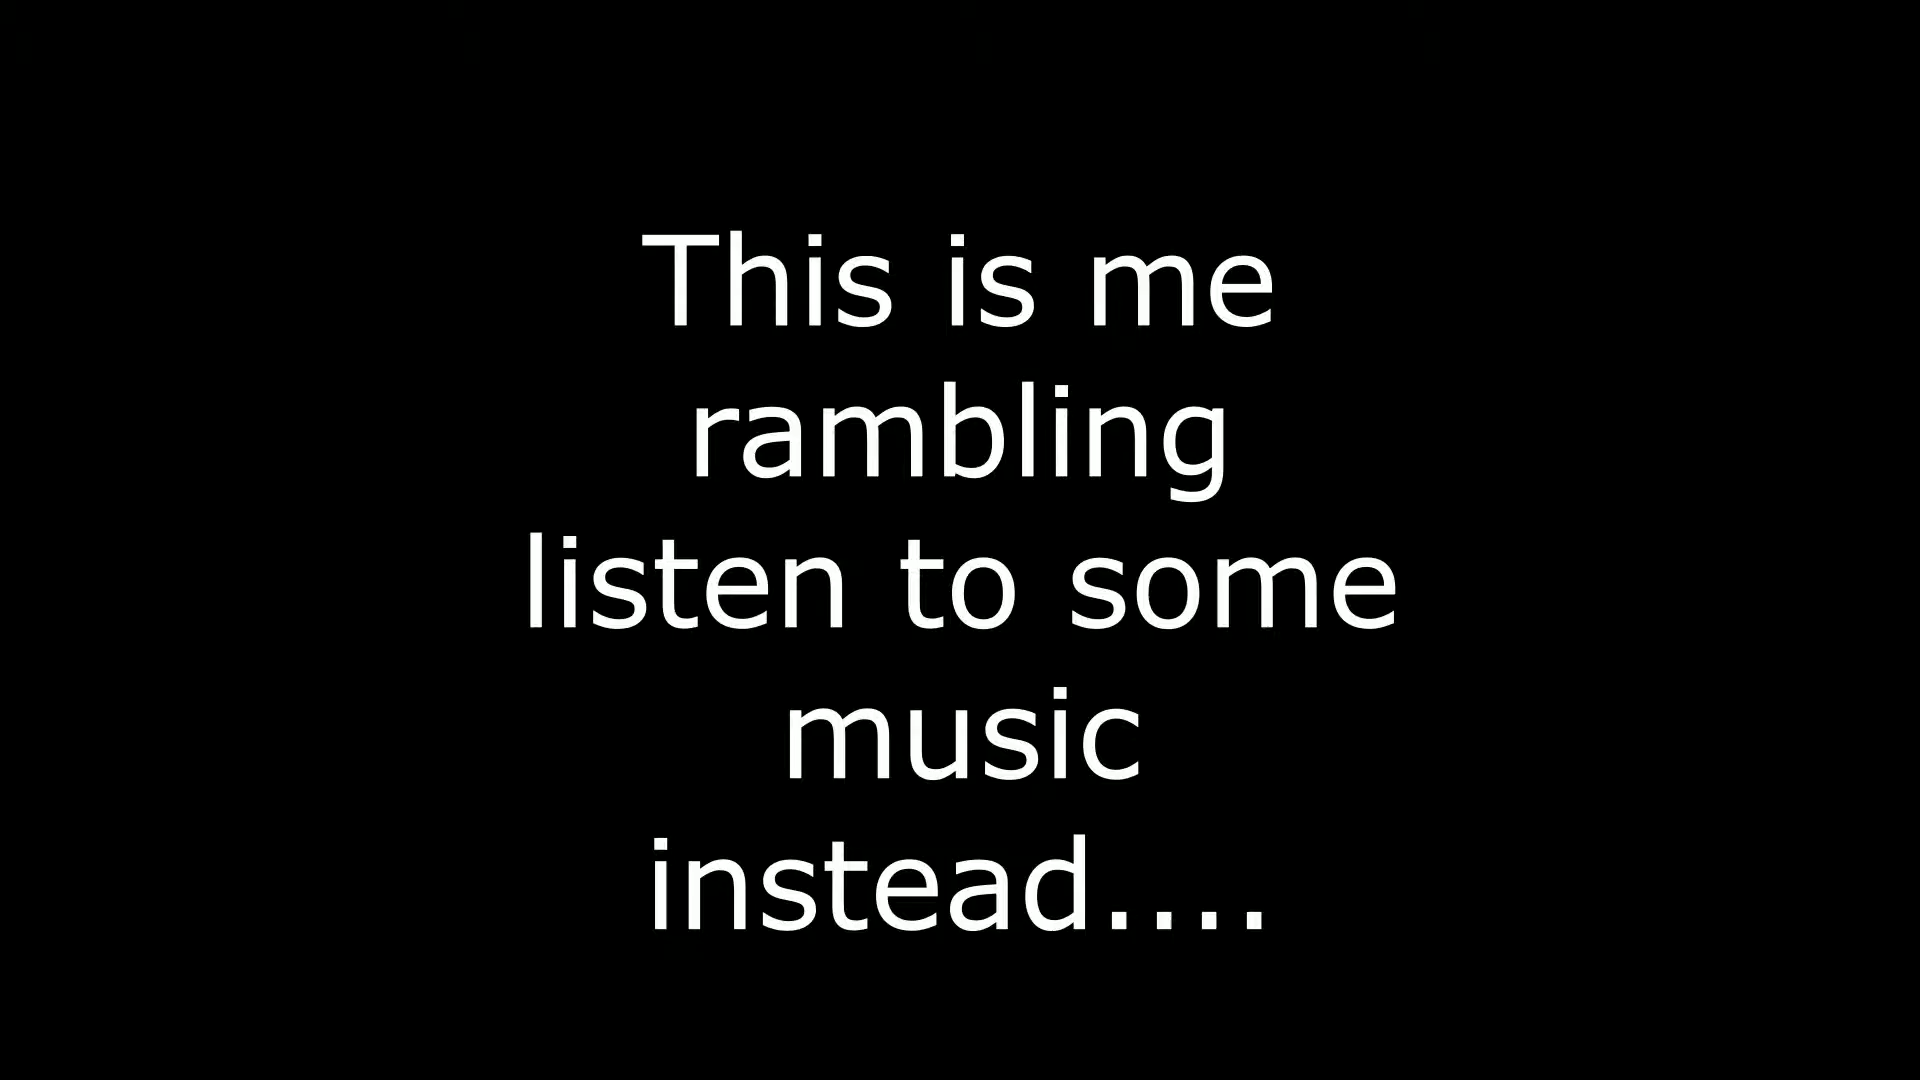 This is me
rambling
listen to some
music
instead....